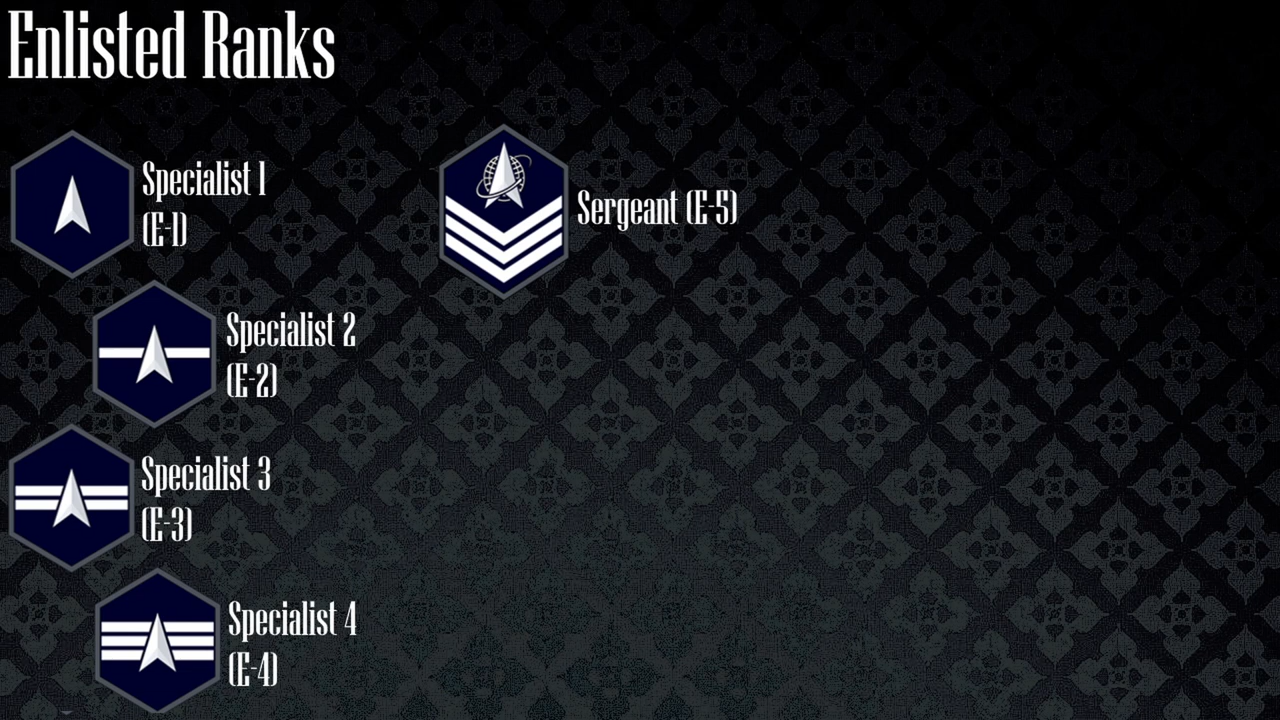 Enlisted Ranks
Specialist 1
(E-1)
Specialist 2
(E-2)
Specialist 3
(E-3)
Specialist 4
(E-4)
Sergeant (E-5)